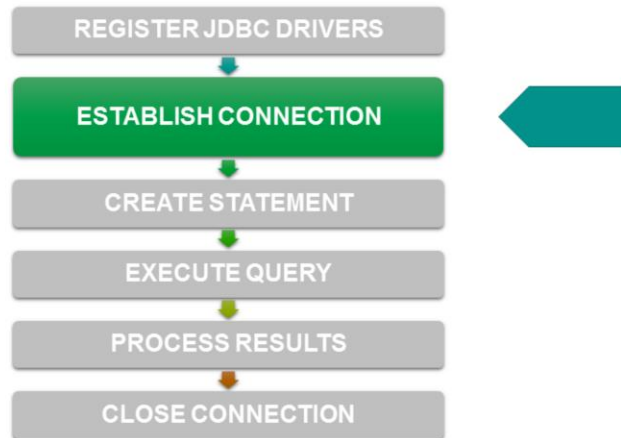 REGISTER JDBC DRIVERS
ESTABLISH CONNECTION
CREATE STATEMENT
EXECUTE QUERY
PROCESS RESULTS
CLOSE CONNECTION